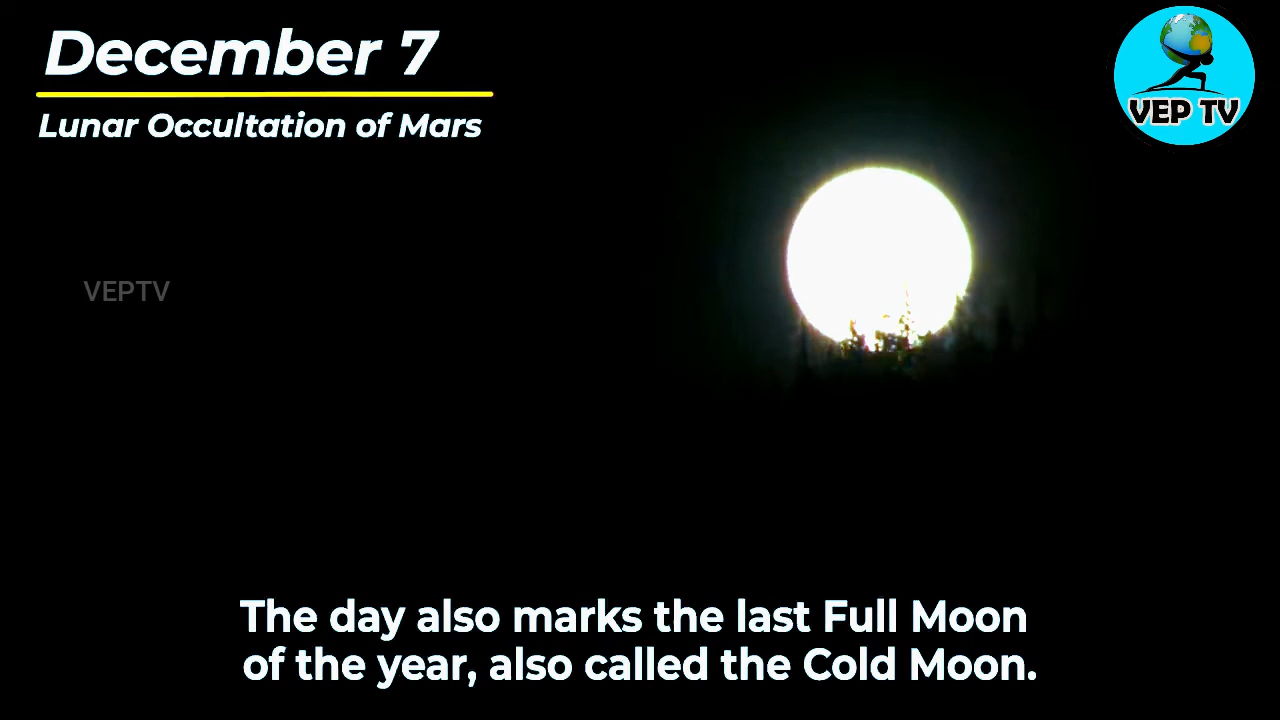 December 7
Lunar Occultation of Mars
VEP TV
VEPTV
The day also marks the last Full Moon
of the year, also called the Cold Moon.